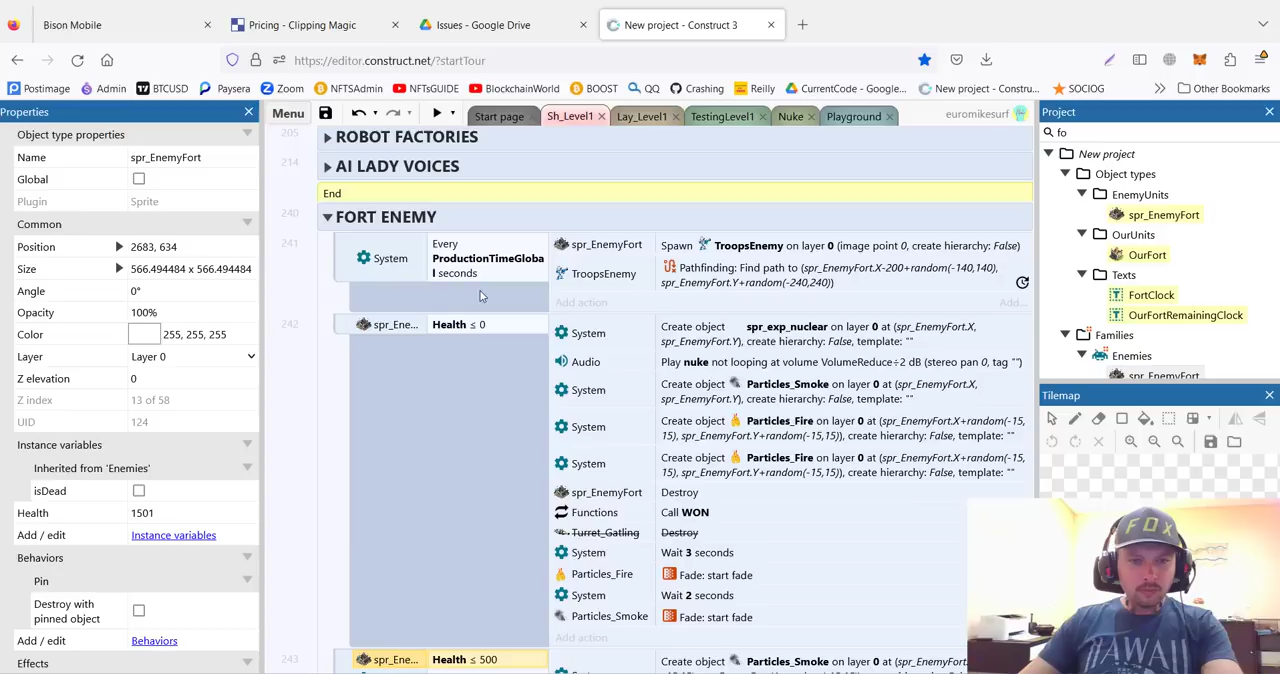 Bison Mobile
Pricing - Clipping Magic
Issues - Google Drive
New project - Construct 3
https://editor.construct.net/?startTour
Postimage
Admin
BTCUSD
Paysera
Zoom
NFTSAdmin
NFTsGUIDE
BlockchainWorld
BOOST
QQ
Crashing
Reilly
CurrentCode - Google...
New project - Construc...
SOCIOG
Other Bookmarks
Properties
Menu
Start page
Sh_Level1
Lay_Level1
TestingLevel1
Nuke
Playground
euromikesurf
Project
Object type properties
Name spr_EnemyFort
Global
Plugin Sprite
Common
Position 2683, 634
Size 566.494484 x 566.494484
Angle 0°
Opacity 100%
Color 255, 255, 255
Layer Layer 0
Z elevation 0
Z index 13 of 58
UID 124
Instance variables
Inherited from 'Enemies'
isDead
Health 1501
Add / edit Instance variables
Behaviors
Pin
Destroy with
pinned object
Add / edit Behaviors
Effects
205 ROBOT FACTORIES
214 AI LADY VOICES
End
240 FORT ENEMY
241 System
Every
ProductionTimeGloba
l seconds
spr_EnemyFort Spawn TroopsEnemy on layer 0 (image point 0, create hierarchy: False)
TroopsEnemy Pathfinding: Find path to (spr_EnemyFort.X-200+random(-140,140),
spr_EnemyFort.Y+random(-240,240))
Add action Add...
242 spr_Ene... Health ≤ 0
System Create object spr_exp_nuclear on layer 0 at (spr_EnemyFort.X,
spr_EnemyFort.Y), create hierarchy: False, template: ""
Audio Play nuke not looping at volume VolumeReduce÷2 dB (stereo pan 0, tag "")
System Create object Particles_Smoke on layer 0 at (spr_EnemyFort.X,
spr_EnemyFort.Y), create hierarchy: False, template: ""
System Create object Particles_Fire on layer 0 at (spr_EnemyFort.X+random(-15,
15), spr_EnemyFort.Y+random(-15,15)), create hierarchy: False, template: ""
System Create object Particles_Fire on layer 0 at (spr_EnemyFort.X+random(-15,
15), spr_EnemyFort.Y+random(-15,15)), create hierarchy: False, template: ""
spr_EnemyFort Destroy
Functions Call WON
Turret_Gatling Destroy
System Wait 3 seconds
Particles_Fire Fade: start fade
System Wait 2 seconds
Particles_Smoke Fade: start fade
Add action
243 spr_Ene... Health ≤ 500
Create object Particles_Smoke on layer 0 at (spr_EnemyFort.X,
fo
New project
Object types
EnemyUnits
spr_EnemyFort
OurUnits
OurFort
Texts
FortClock
OurFortRemainingClock
Families
Enemies
spr_EnemyFort
Tilemap
FOX
HAWAII